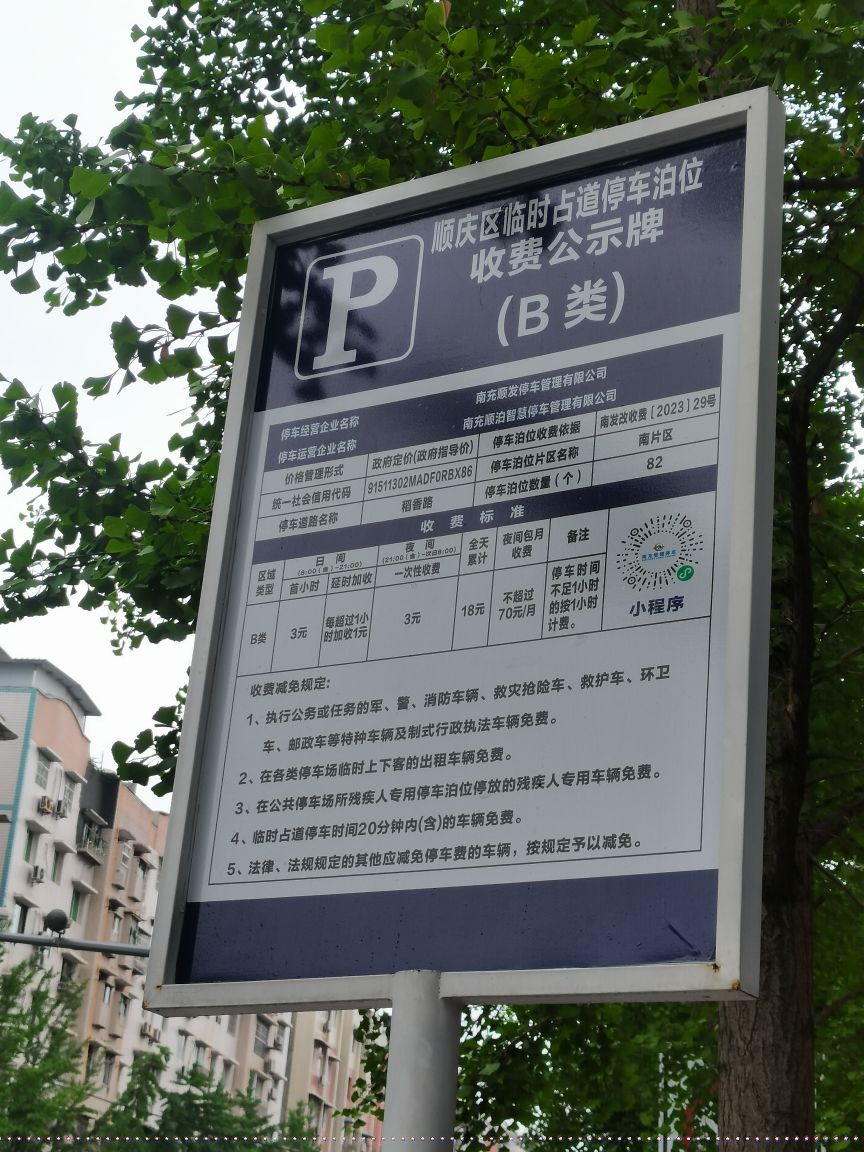 P
顺庆区临时占道停车泊位
收费公示牌
(B 类)
停车经营企业名称 南充顺发停车管理有限公司
停车运营企业名称 南充顺泊智慧停车管理有限公司
价格管理形式 政府定价(政府指导价) 停车泊位收费依据 南发改收费[2023]29号
统一社会信用代码 91511302MADF0RBX86 停车泊位片区名称 南片区
停车道路名称 稻香路 停车泊位数量(个) 82
收 费 标 准
区域类型 日 间 (8:00(含)-21:00) 夜 间 (21:00(含)-次日8:00) 全天累计 夜间包月收费 备注
首小时 延时加收 一次性收费
B类 3元 每超过1小时加收1元 3元 18元 不超过70元/月 停车时间不足1小时的按1小时计费。
小程序
收费减免规定:
1、执行公务或任务的军、警、消防车辆、救灾抢险车、救护车、环卫
车、邮政车等特种车辆及制式行政执法车辆免费。
2、在各类停车场临时上下客的出租车辆免费。
3、在公共停车场所残疾人专用停车泊位停放的残疾人专用车辆免费。
4、临时占道停车时间20分钟内(含)的车辆免费。
5、法律、法规规定的其他应减免停车费的车辆，按规定予以减免。